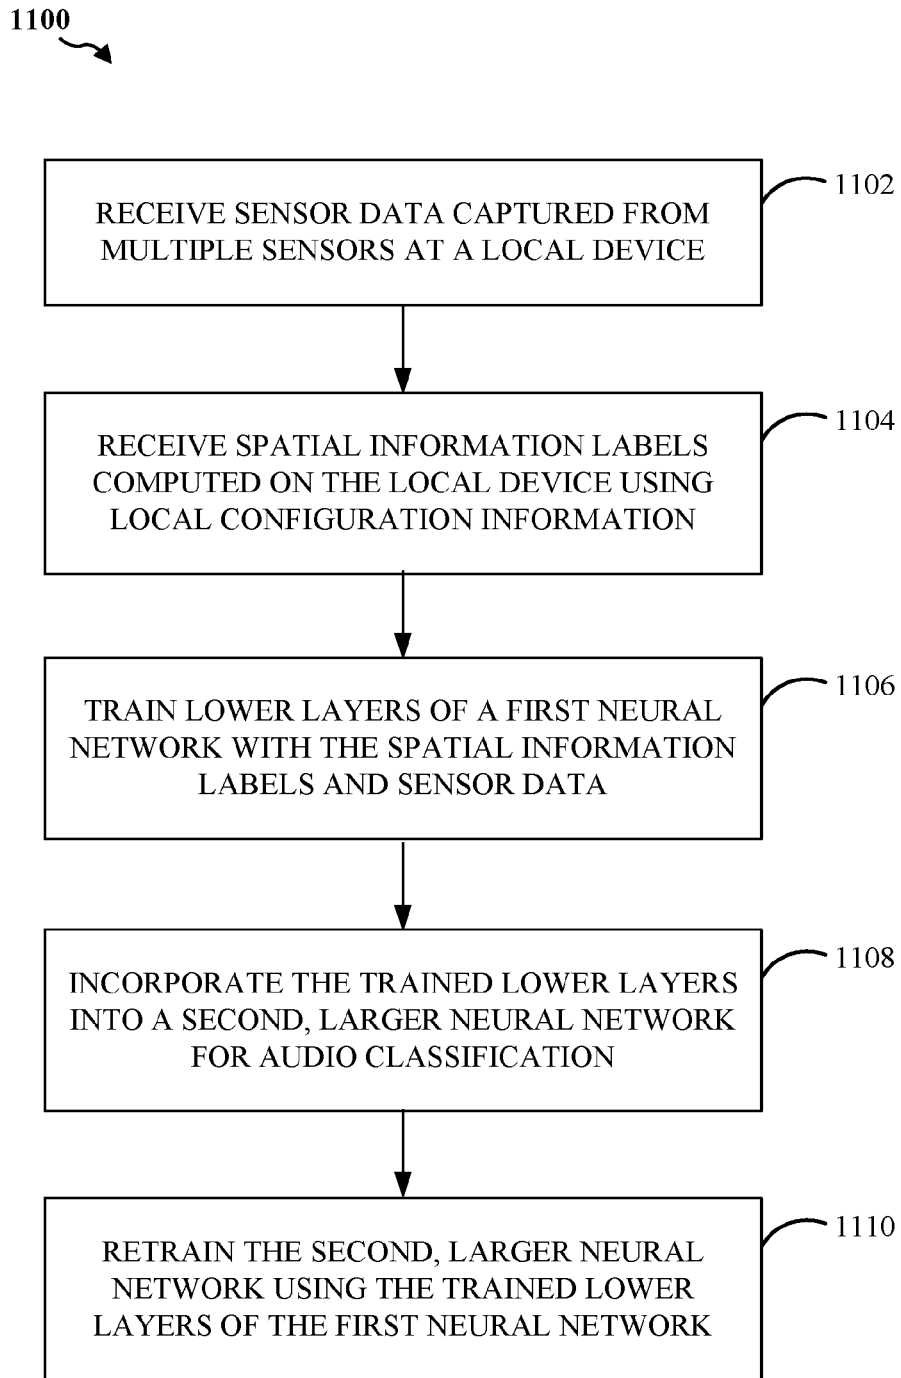 1100
RECEIVE SENSOR DATA CAPTURED FROM
MULTIPLE SENSORS AT A LOCAL DEVICE
1102
RECEIVE SPATIAL INFORMATION LABELS
COMPUTED ON THE LOCAL DEVICE USING
LOCAL CONFIGURATION INFORMATION
1104
TRAIN LOWER LAYERS OF A FIRST NEURAL
NETWORK WITH THE SPATIAL INFORMATION
LABELS AND SENSOR DATA
1106
INCORPORATE THE TRAINED LOWER LAYERS
INTO A SECOND, LARGER NEURAL NETWORK
FOR AUDIO CLASSIFICATION
1108
RETRAIN THE SECOND, LARGER NEURAL
NETWORK USING THE TRAINED LOWER
LAYERS OF THE FIRST NEURAL NETWORK
1110